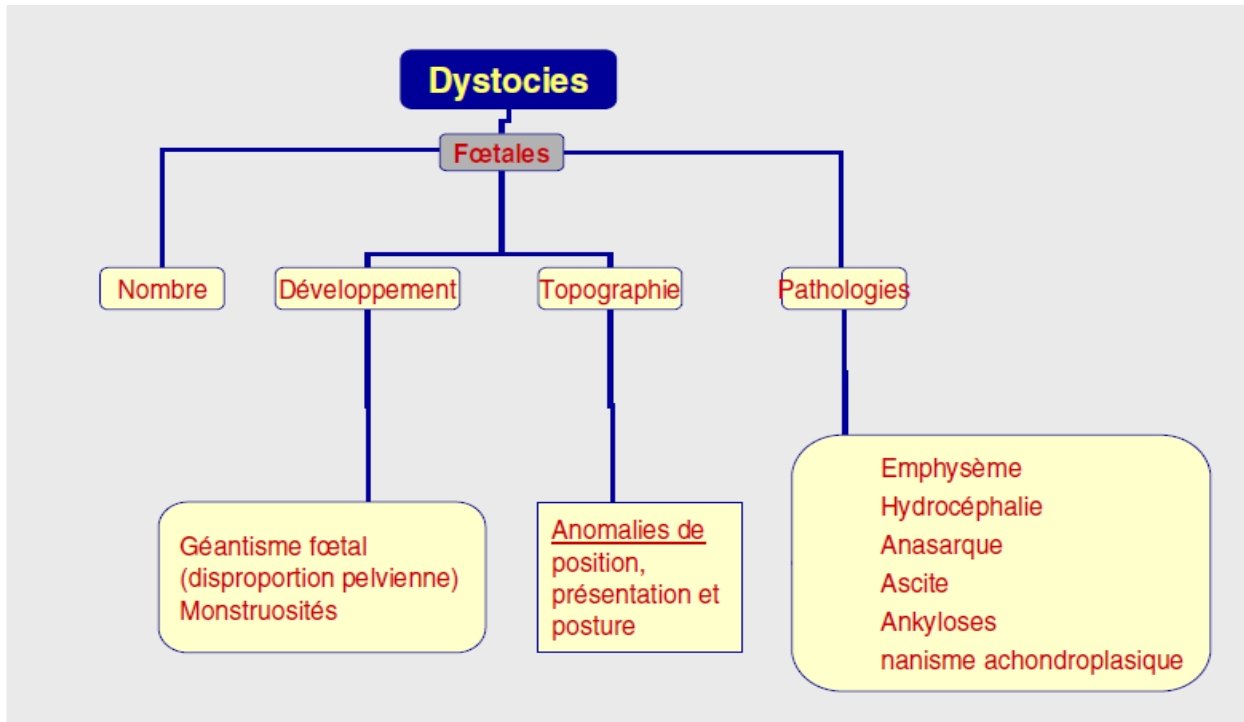 Dystocies
Fœtales
Nombre
Développement
Topographie
Pathologies
Géantisme fœtal
(disproportion pelvienne)
Monstruosités
Anomalies de
position,
présentation et
posture
Emphysème
Hydrocéphalie
Anasarque
Ascite
Ankyloses
nanisme achondroplasique